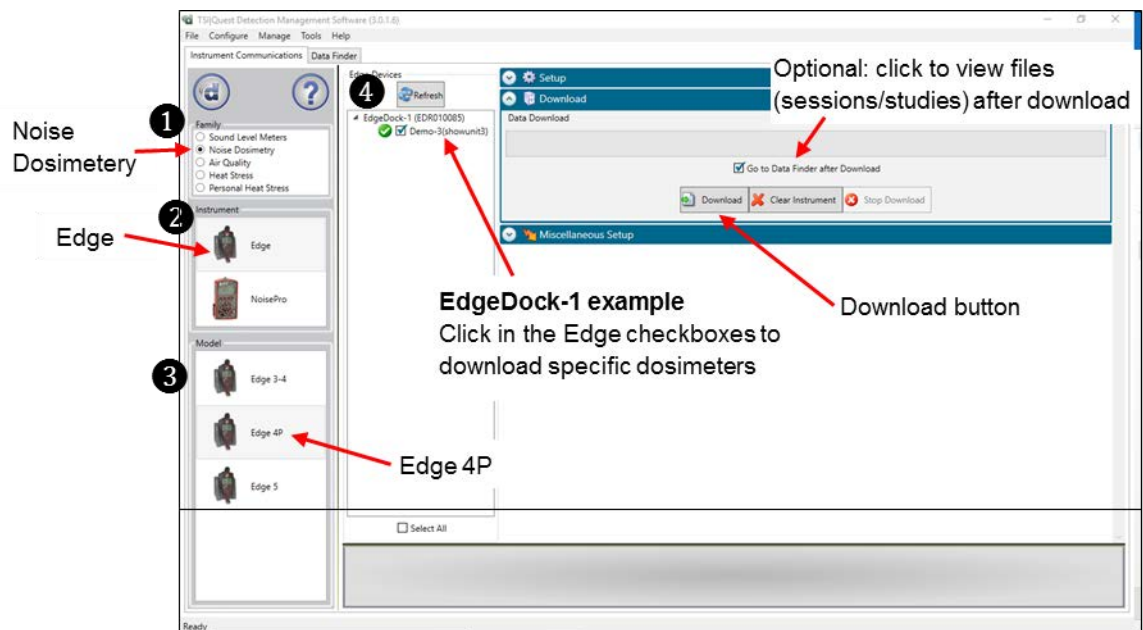 TSI|Quest Detection Management Software (3.0.1.6)
File Configure Manage Tools Help
Instrument Communications Data Finder
Noise
Dosimetery
Edge
1
Family
Sound Level Meters
Noise Dosimetry
Air Quality
Heat Stress
Personal Heat Stress
2
Instrument
Edge
NoisePro
3
Model
Edge 3-4
Edge 4P
Edge 5
Edge Devices
4
Refresh
EdgeDock-1 (EDR010085)
Demo-3(showunit3)
Select All
Setup
Download
Data Download
Optional: click to view files
(sessions/studies) after download
Go to Data Finder after Download
Download Clear Instrument Stop Download
Miscellaneous Setup
EdgeDock-1 example
Click in the Edge checkboxes to
download specific dosimeters
Download button
Edge 4P
Ready